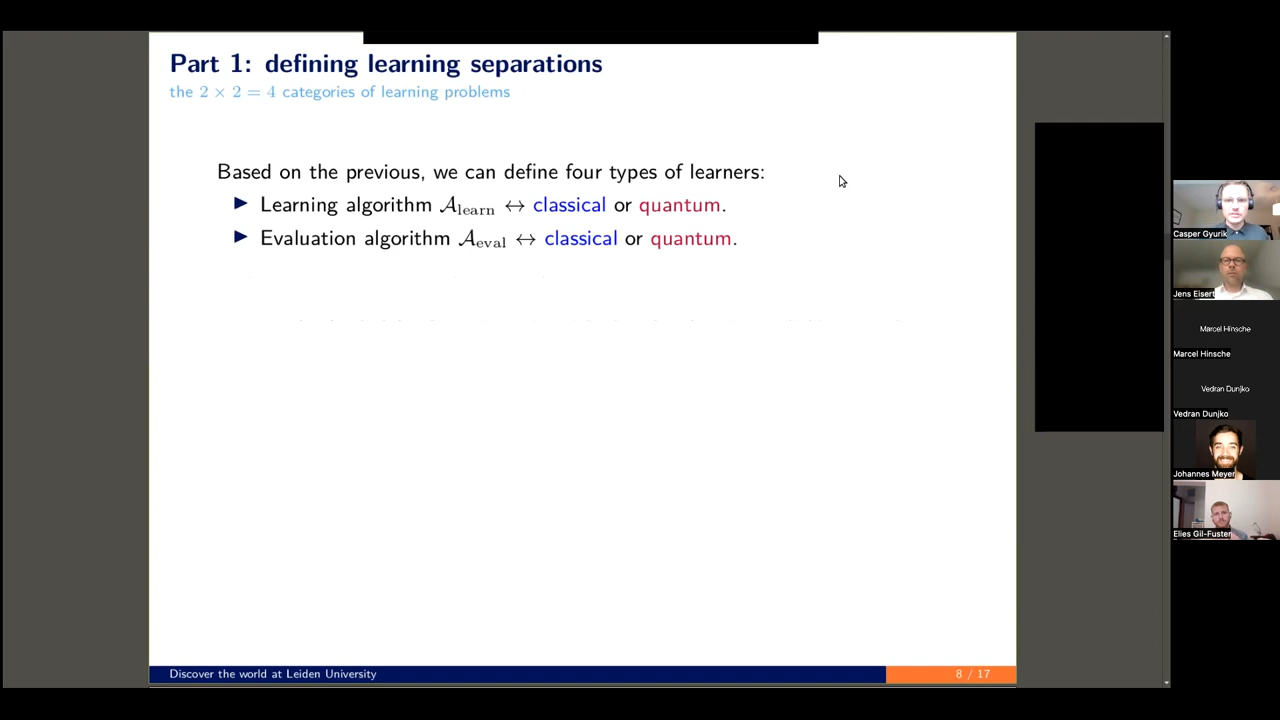 Part 1: defining learning separations
the 2 × 2 = 4 categories of learning problems
Based on the previous, we can define four types of learners:
▶ Learning algorithm 𝒜learn ↔ classical or quantum.
▶ Evaluation algorithm 𝒜eval ↔ classical or quantum.
Discover the world at Leiden University
8 / 17
Casper Gyurik
Jens Eisert
Marcel Hinsche
Marcel Hinsche
Vedran Dunjko
Vedran Dunjko
Johannes Meyer
Elies Gil-Fuster